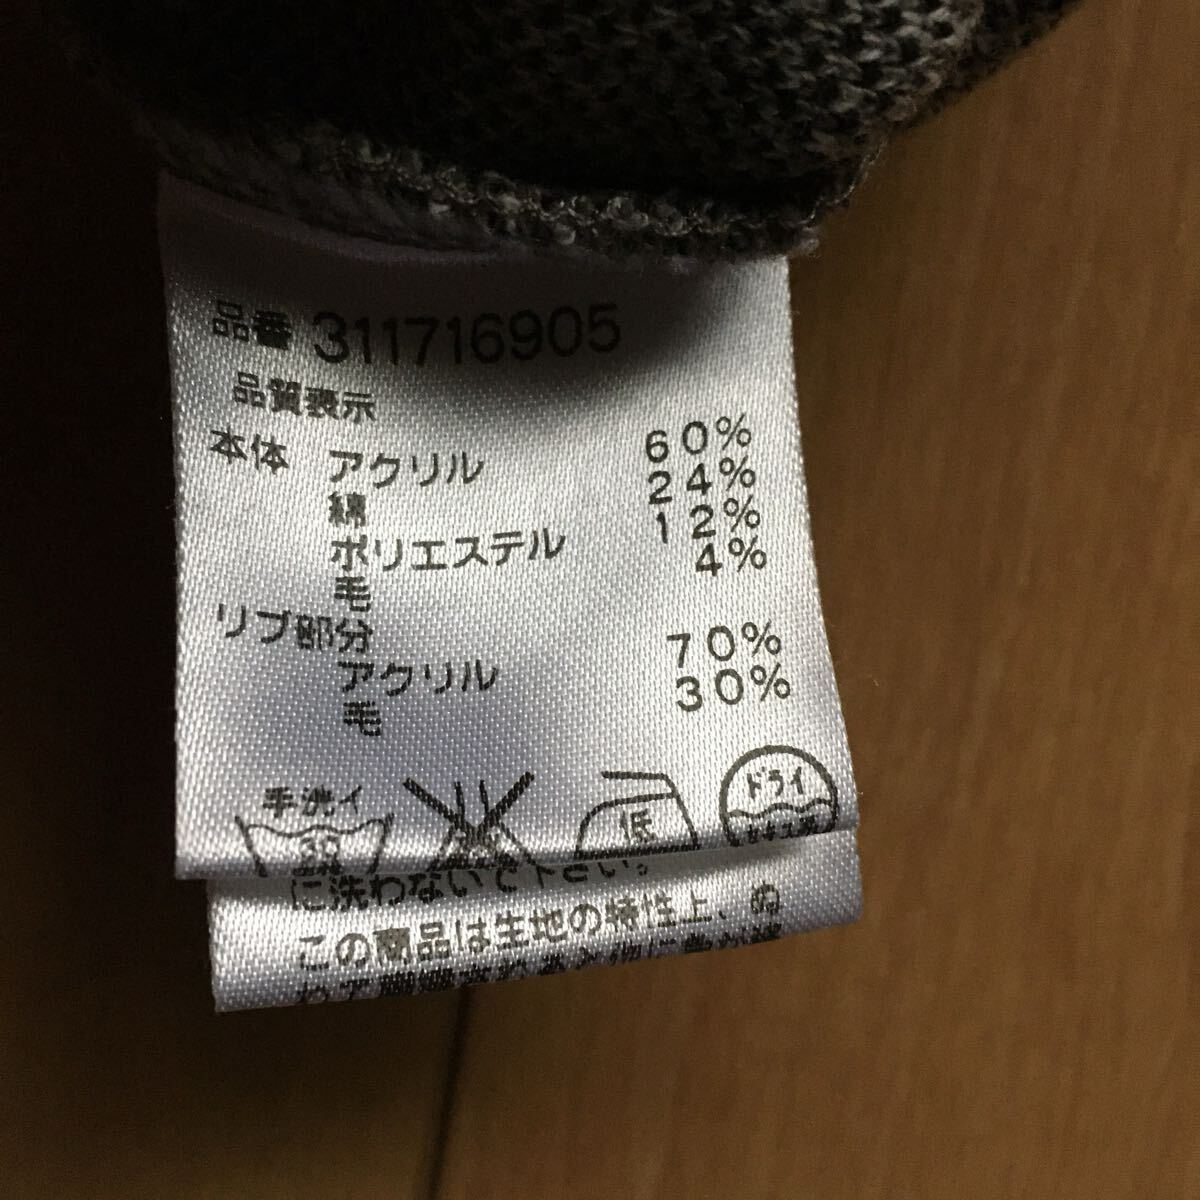 品番 311716905
品質表示
本体 アクリル 60%
綿 24%
ポリエステル 12%
毛 4%
リブ部分
アクリル 70%
毛 30%
手洗イ
30
低
ドライ
に洗わないで下さい。
この商品は生地の特性上、ぬ